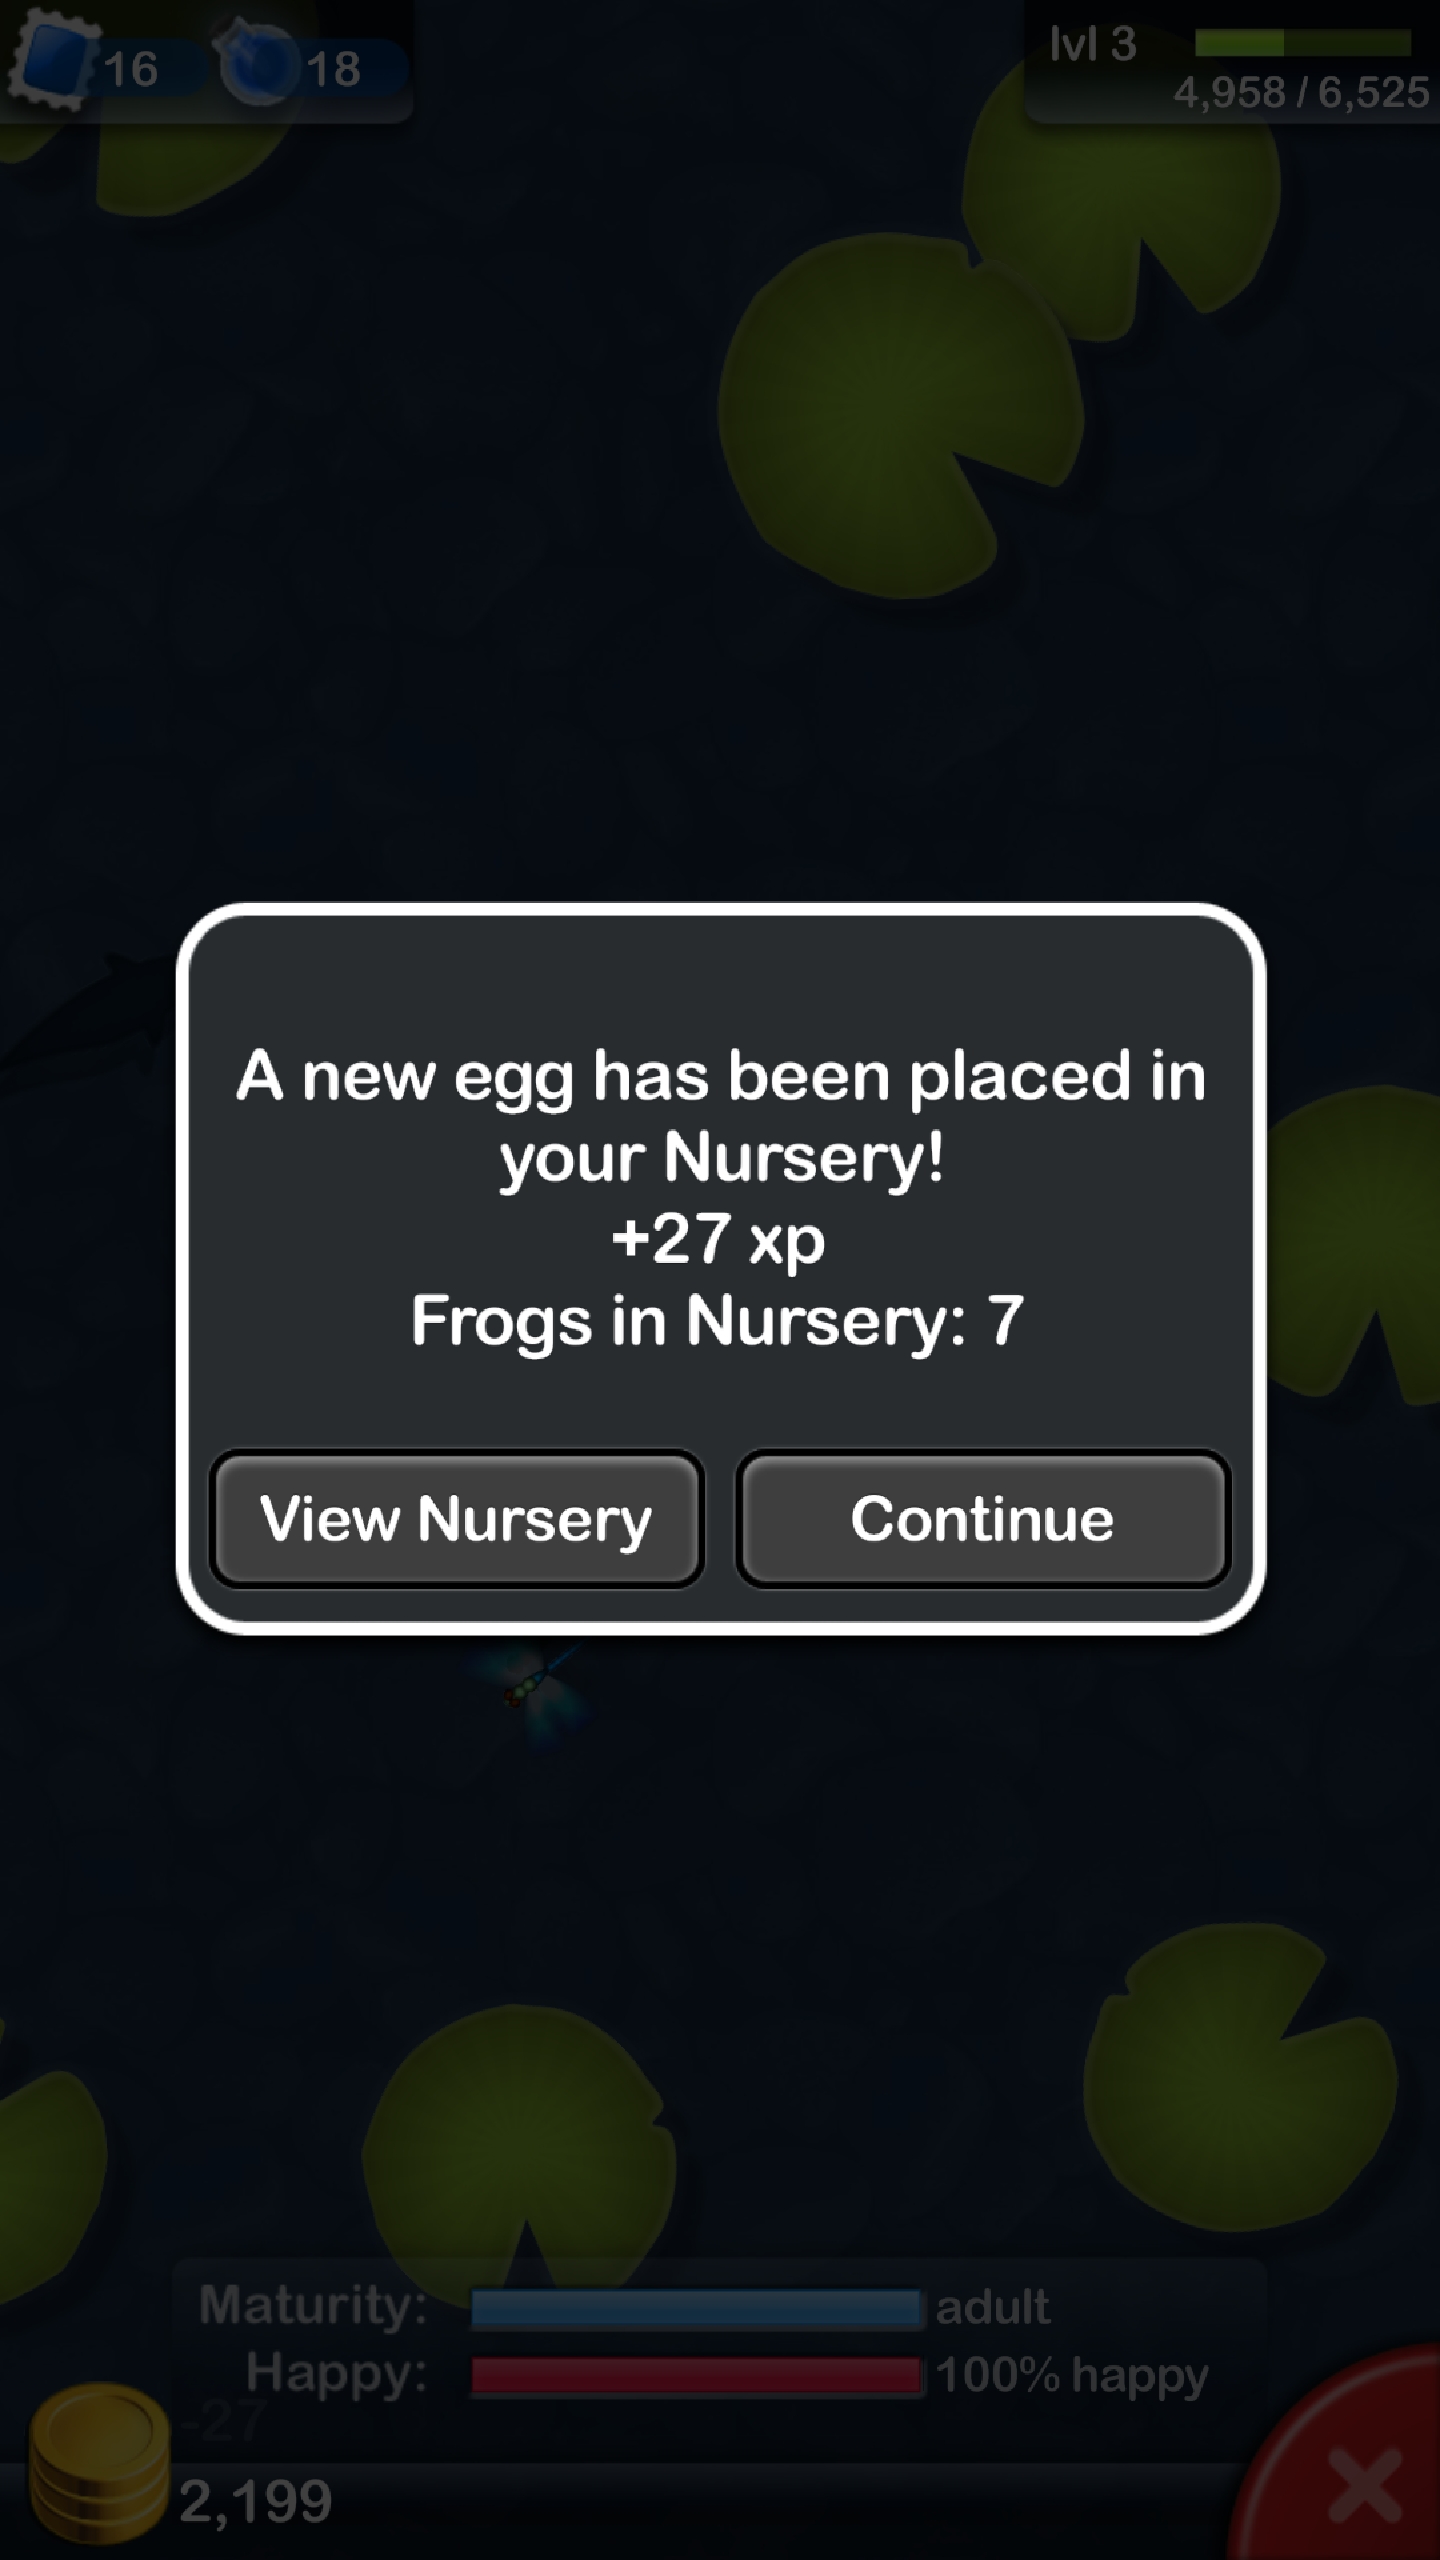 16
18
lvl 3
4,958 / 6,525
A new egg has been placed in
your Nursery!
+27 xp
Frogs in Nursery: 7
View Nursery
Continue
Maturity:
adult
Happy:
100% happy
-27
2,199